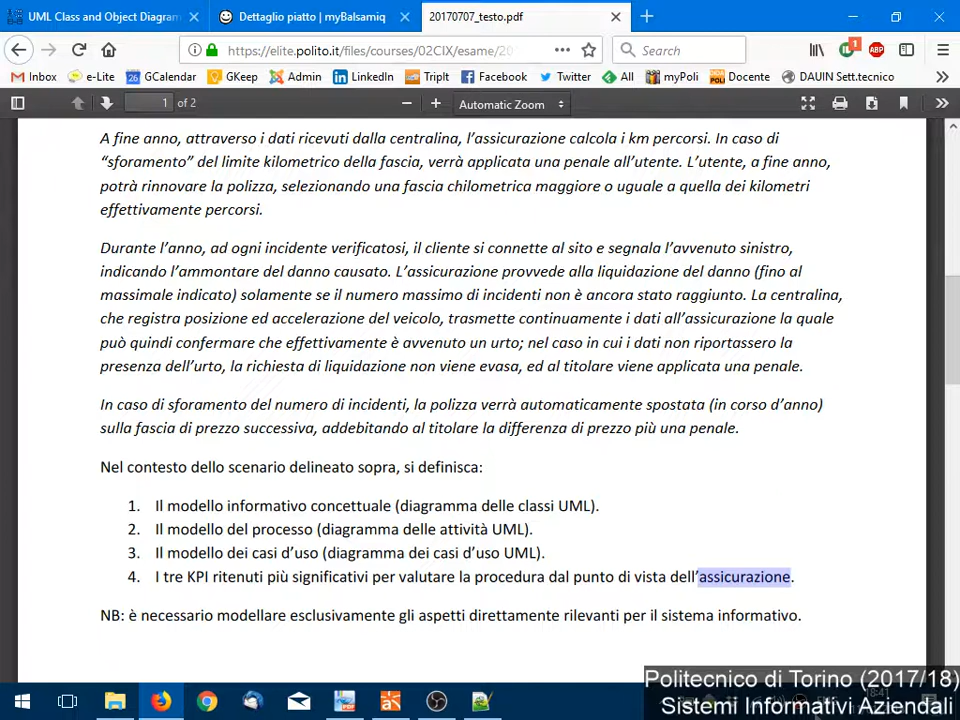 UML Class and Object Diagram
Dettaglio piatto | myBalsamiq
20170707_testo.pdf
https://elite.polito.it/files/courses/02CIX/esame/20
Search
Inbox
e-Lite
GCalendar
GKeep
Admin
LinkedIn
TripIt
Facebook
Twitter
All
myPoli
Docente
DAUIN Sett.tecnico
1 of 2
Automatic Zoom
A fine anno, attraverso i dati ricevuti dalla centralina, l’assicurazione calcola i km percorsi. In caso di
“sforamento” del limite kilometrico della fascia, verrà applicata una penale all’utente. L’utente, a fine anno,
potrà rinnovare la polizza, selezionando una fascia chilometrica maggiore o uguale a quella dei kilometri
effettivamente percorsi.
Durante l’anno, ad ogni incidente verificatosi, il cliente si connette al sito e segnala l’avvenuto sinistro,
indicando l’ammontare del danno causato. L’assicurazione provvede alla liquidazione del danno (fino al
massimale indicato) solamente se il numero massimo di incidenti non è ancora stato raggiunto. La centralina,
che registra posizione ed accelerazione del veicolo, trasmette continuamente i dati all’assicurazione la quale
può quindi confermare che effettivamente è avvenuto un urto; nel caso in cui i dati non riportassero la
presenza dell’urto, la richiesta di liquidazione non viene evasa, ed al titolare viene applicata una penale.
In caso di sforamento del numero di incidenti, la polizza verrà automaticamente spostata (in corso d’anno)
sulla fascia di prezzo successiva, addebitando al titolare la differenza di prezzo più una penale.
Nel contesto dello scenario delineato sopra, si definisca:
1. Il modello informativo concettuale (diagramma delle classi UML).
2. Il modello del processo (diagramma delle attività UML).
3. Il modello dei casi d’uso (diagramma dei casi d’uso UML).
4. I tre KPI ritenuti più significativi per valutare la procedura dal punto di vista dell’assicurazione.
NB: è necessario modellare esclusivamente gli aspetti direttamente rilevanti per il sistema informativo.
Politecnico di Torino (2017/18)
18:41
Sistemi Informativi Aziendali